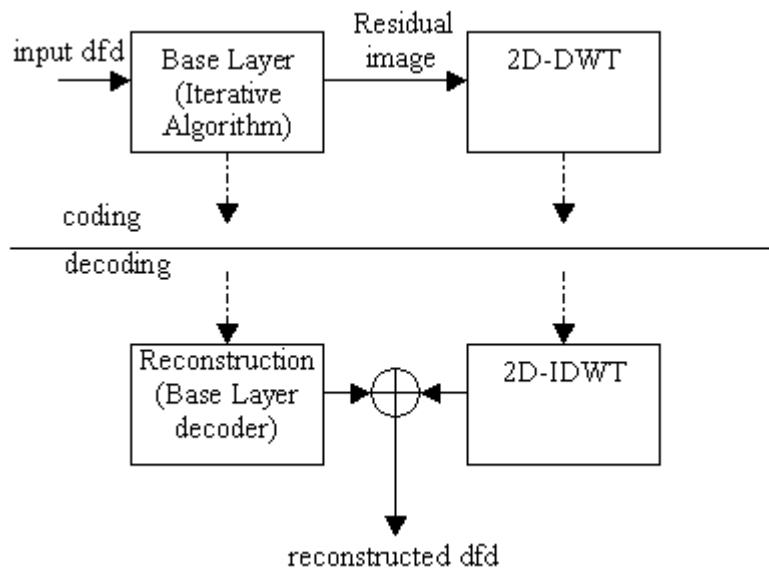 input dfd
Base Layer
(Iterative
Algorithm)
Residual
image
2D-DWT
coding
decoding
Reconstruction
(Base Layer
decoder)
2D-IDWT
reconstructed dfd